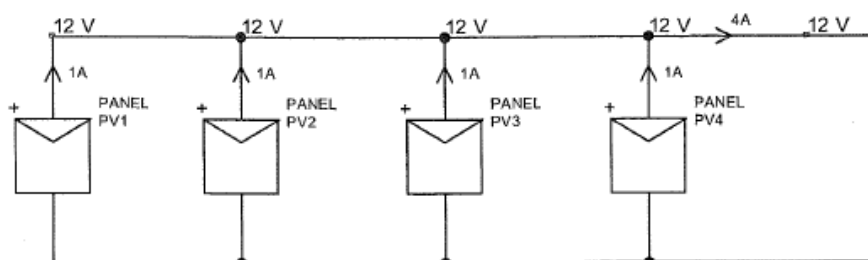 12 V
12 V
12 V
12 V
4A
12 V
1A
1A
1A
1A
+
PANEL
PV1
+
PANEL
PV2
+
PANEL
PV3
+
PANEL
PV4